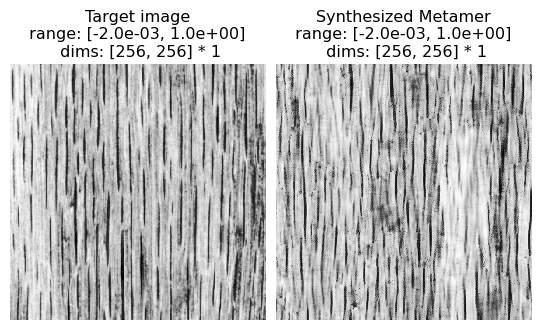 Target image
range: [-2.0e-03, 1.0e+00]
dims: [256, 256] * 1
Synthesized Metamer
range: [-2.0e-03, 1.0e+00]
dims: [256, 256] * 1